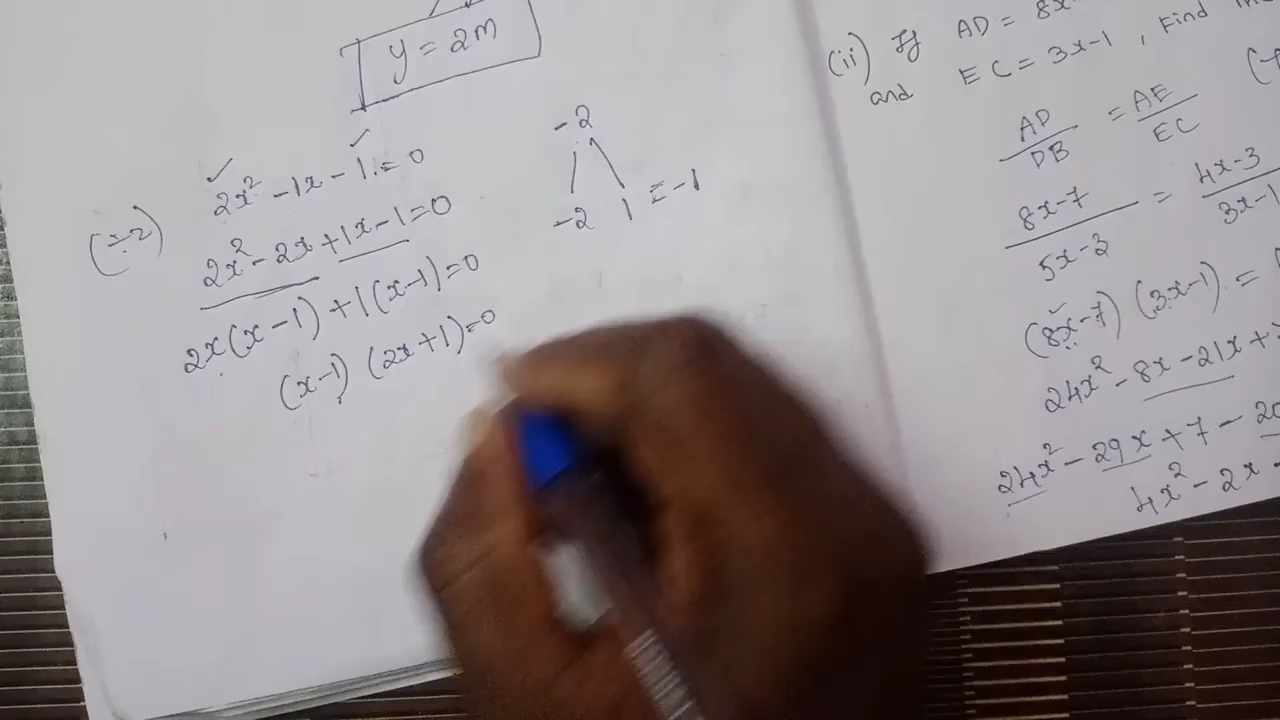 y = 2m
2x² - 1x - 1 = 0
(÷2)
2x² - 2x + 1x - 1 = 0
2x(x-1) + 1(x-1) = 0
(x-1) (2x+1) = 0
-2
-2 1 = -1
(ii) If AD = 8x
and EC = 3x-1, Find
AD/DB = AE/EC
8x-7/5x-3 = 4x-3/3x-1
(8x-7) (3x-1) =
24x² - 8x - 21x +
24x² - 29x + 7 -
4x² - 2x